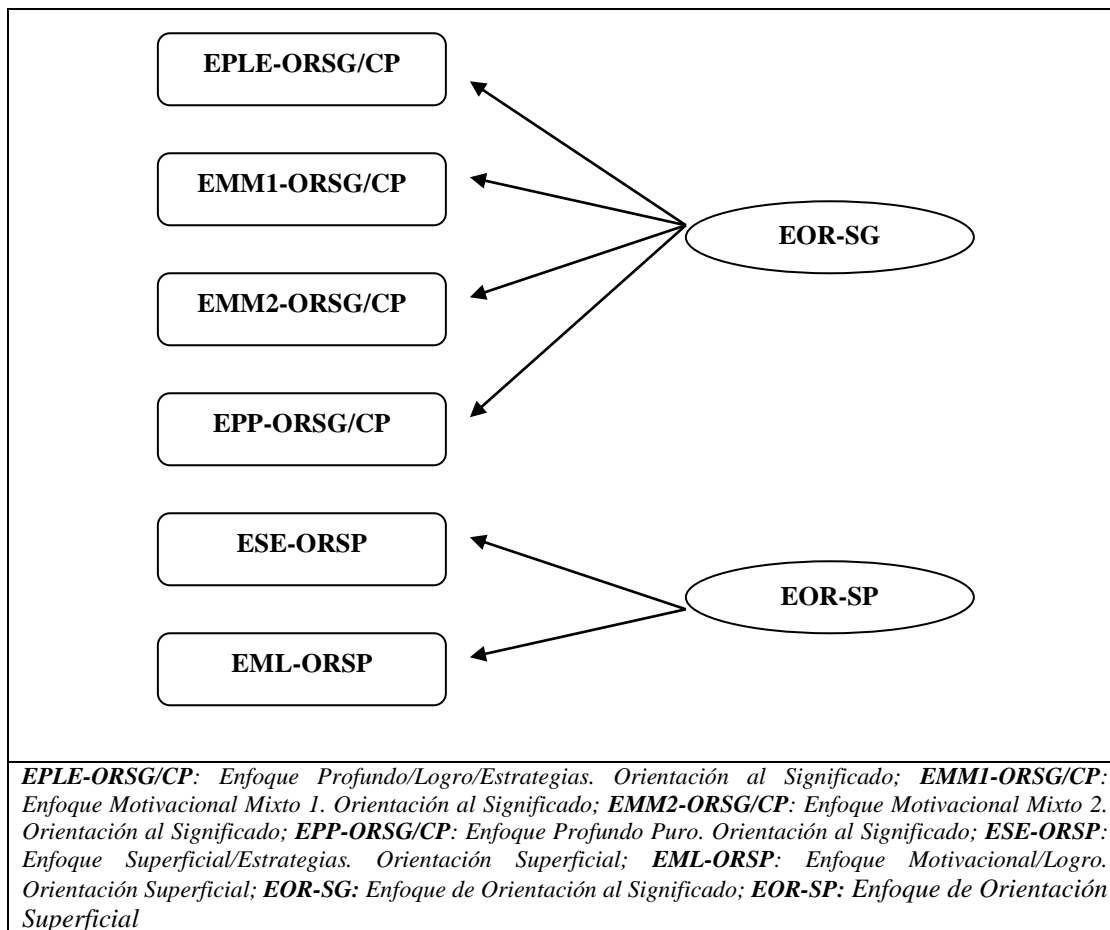 EPLE-ORSG/CP
EMM1-ORSG/CP
EOR-SG
EMM2-ORSG/CP
EPP-ORSG/CP
ESE-ORSP
EOR-SP
EML-ORSP
EPLE-ORSG/CP: Enfoque Profundo/Logro/Estrategias. Orientación al Significado; EMM1-ORSG/CP:
Enfoque Motivacional Mixto 1. Orientación al Significado; EMM2-ORSG/CP: Enfoque Motivacional Mixto 2.
Orientación al Significado; EPP-ORSG/CP: Enfoque Profundo Puro. Orientación al Significado; ESE-ORSP:
Enfoque Superficial/Estrategias. Orientación Superficial; EML-ORSP: Enfoque Motivacional/Logro.
Orientación Superficial; EOR-SG: Enfoque de Orientación al Significado; EOR-SP: Enfoque de Orientación
Superficial